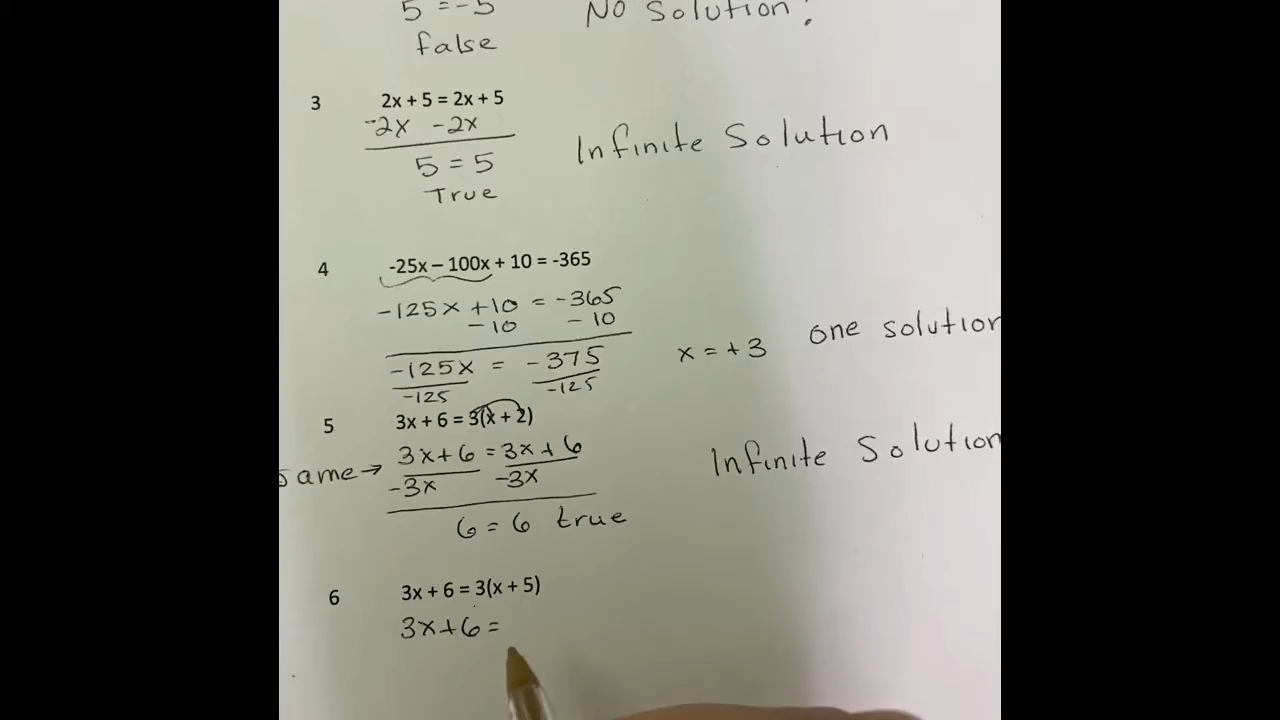 5 = -5 No Solution!
false
3 2x + 5 = 2x + 5
-2x -2x
5 = 5 Infinite Solution
True
4 -25x – 100x + 10 = -365
-125x +10 = -365
-10 -10
-125x = -375 x = +3 one solution
-125 -125
5 3x + 6 = 3(x + 2)
Same → 3x+6 = 3x + 6 Infinite Solution
-3x -3x
6 = 6 true
6 3x + 6 = 3(x + 5)
3x+6 =